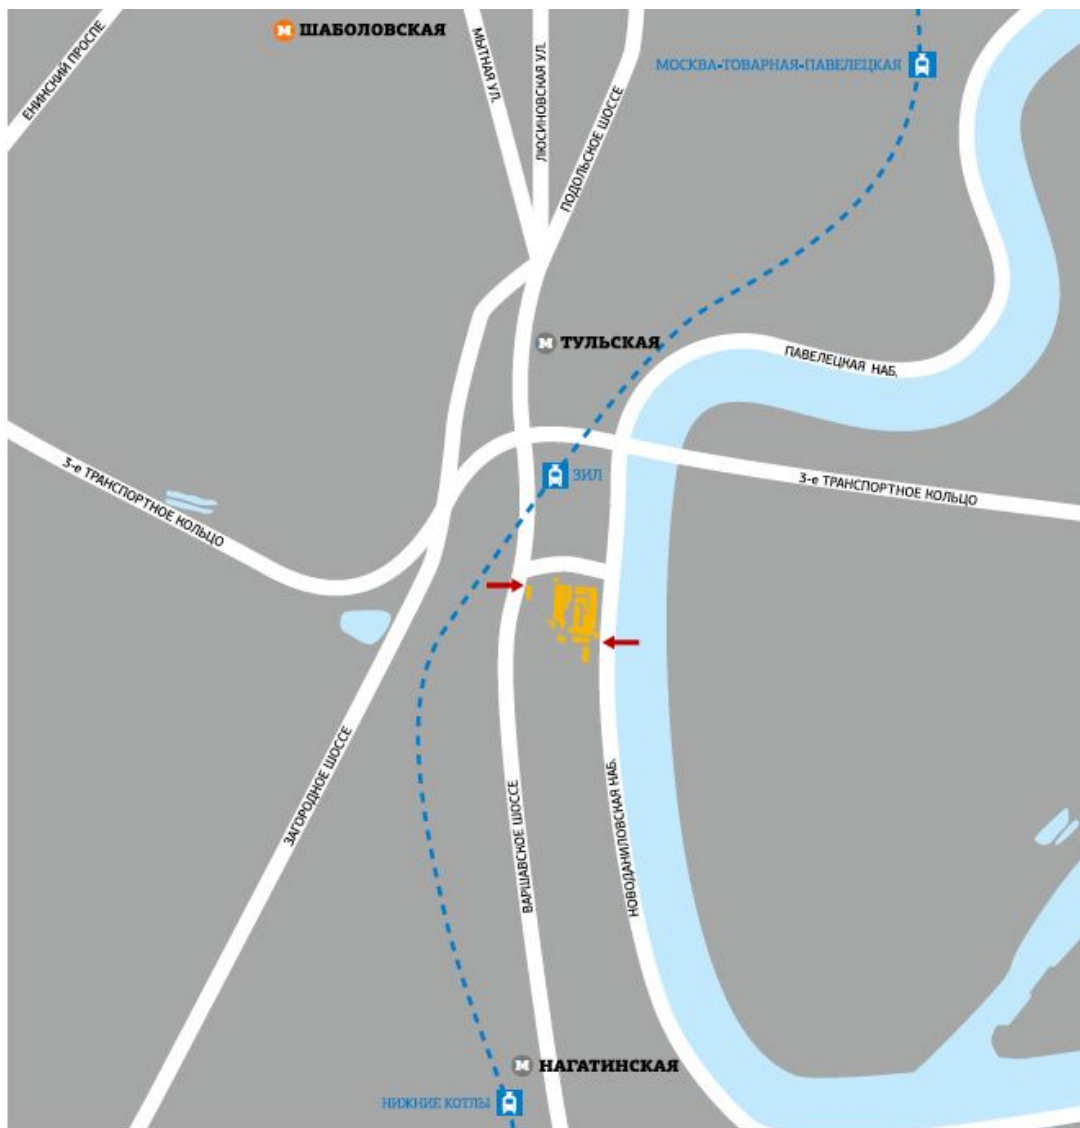 М ШАБОЛОВСКАЯ
ЕНИНСКИЙ ПРОСПЕ
МЫТНАЯ УЛ.
ЛЮСИНОВСКАЯ УЛ.
ПОДОЛЬСКОЕ ШОССЕ
МОСКВА-ТОВАРНАЯ-ПАВЕЛЕЦКАЯ
М ТУЛЬСКАЯ
ПАВЕЛЕЦКАЯ НАБ.
3-е ТРАНСПОРТНОЕ КОЛЬЦО
ЗИЛ
3-е ТРАНСПОРТНОЕ КОЛЬЦО
ЗАГОРОДНОЕ ШОССЕ
ВАРШАВСКОЕ ШОССЕ
НОВОДАНИЛОВСКАЯ НАБ.
М НАГАТИНСКАЯ
НИЖНИЕ КОТЛЫ